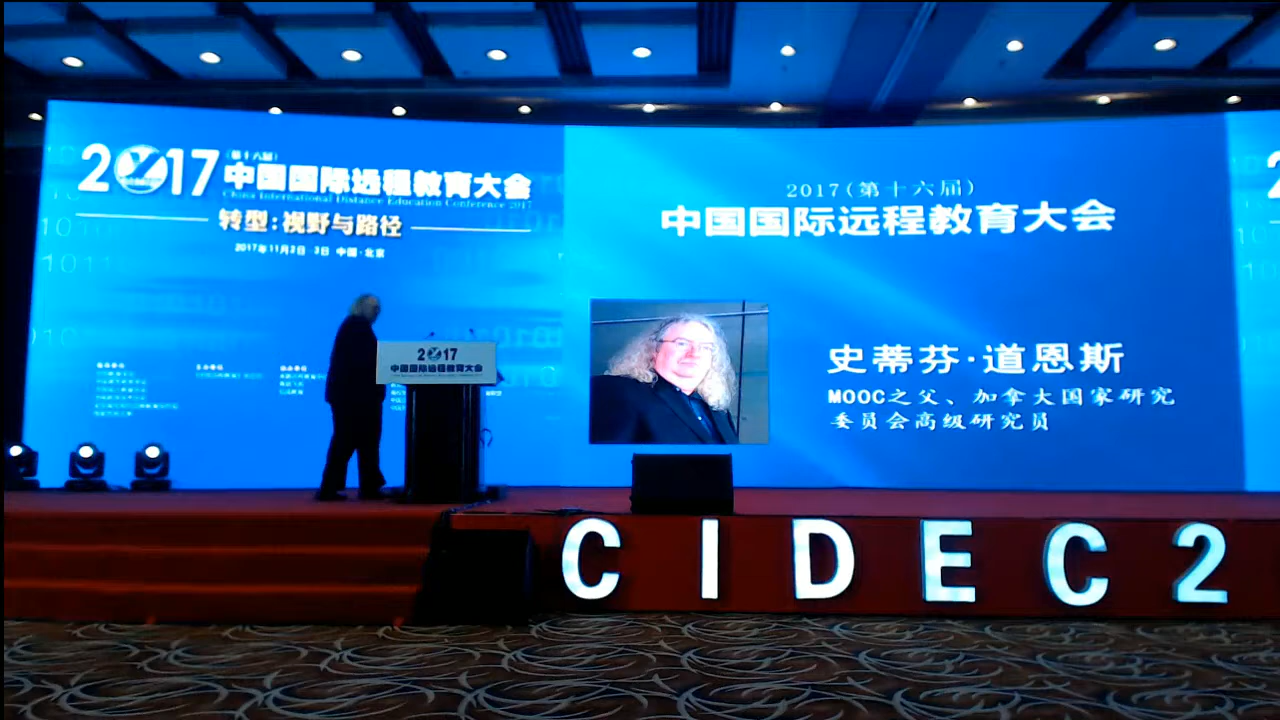 2017
(第十六届)
中国国际远程教育大会
China International Distance Education Conference 2017
转型:视野与路径
2017年11月2日 3日 中国·北京
2017(第十六届)
中国国际远程教育大会
史蒂芬·道恩斯
MOOC之父、加拿大国家研究
委员会高级研究员
2017
中国国际远程教育大会
CIDEC2